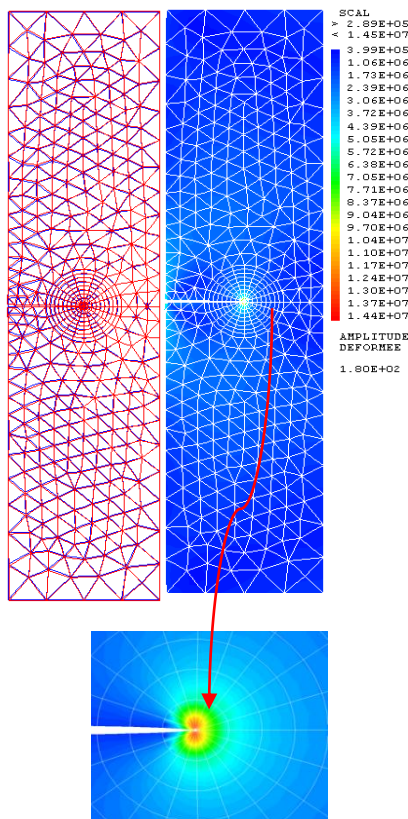 SCAL
> 2.89E+05
< 1.45E+07
3.99E+05
1.06E+06
1.73E+06
2.39E+06
3.06E+06
3.72E+06
4.39E+06
5.05E+06
5.72E+06
6.38E+06
7.05E+06
7.71E+06
8.37E+06
9.04E+06
9.70E+06
1.04E+07
1.10E+07
1.17E+07
1.24E+07
1.30E+07
1.37E+07
1.44E+07
AMPLITUDE
DEFORMEE
1.80E+02